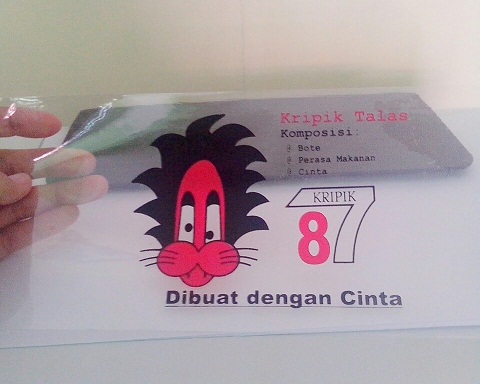 Kripik Talas
Komposisi:
@ Bote
@ Perasa Makanan
@ Cinta
KRIPIK
87
Dibuat dengan Cinta